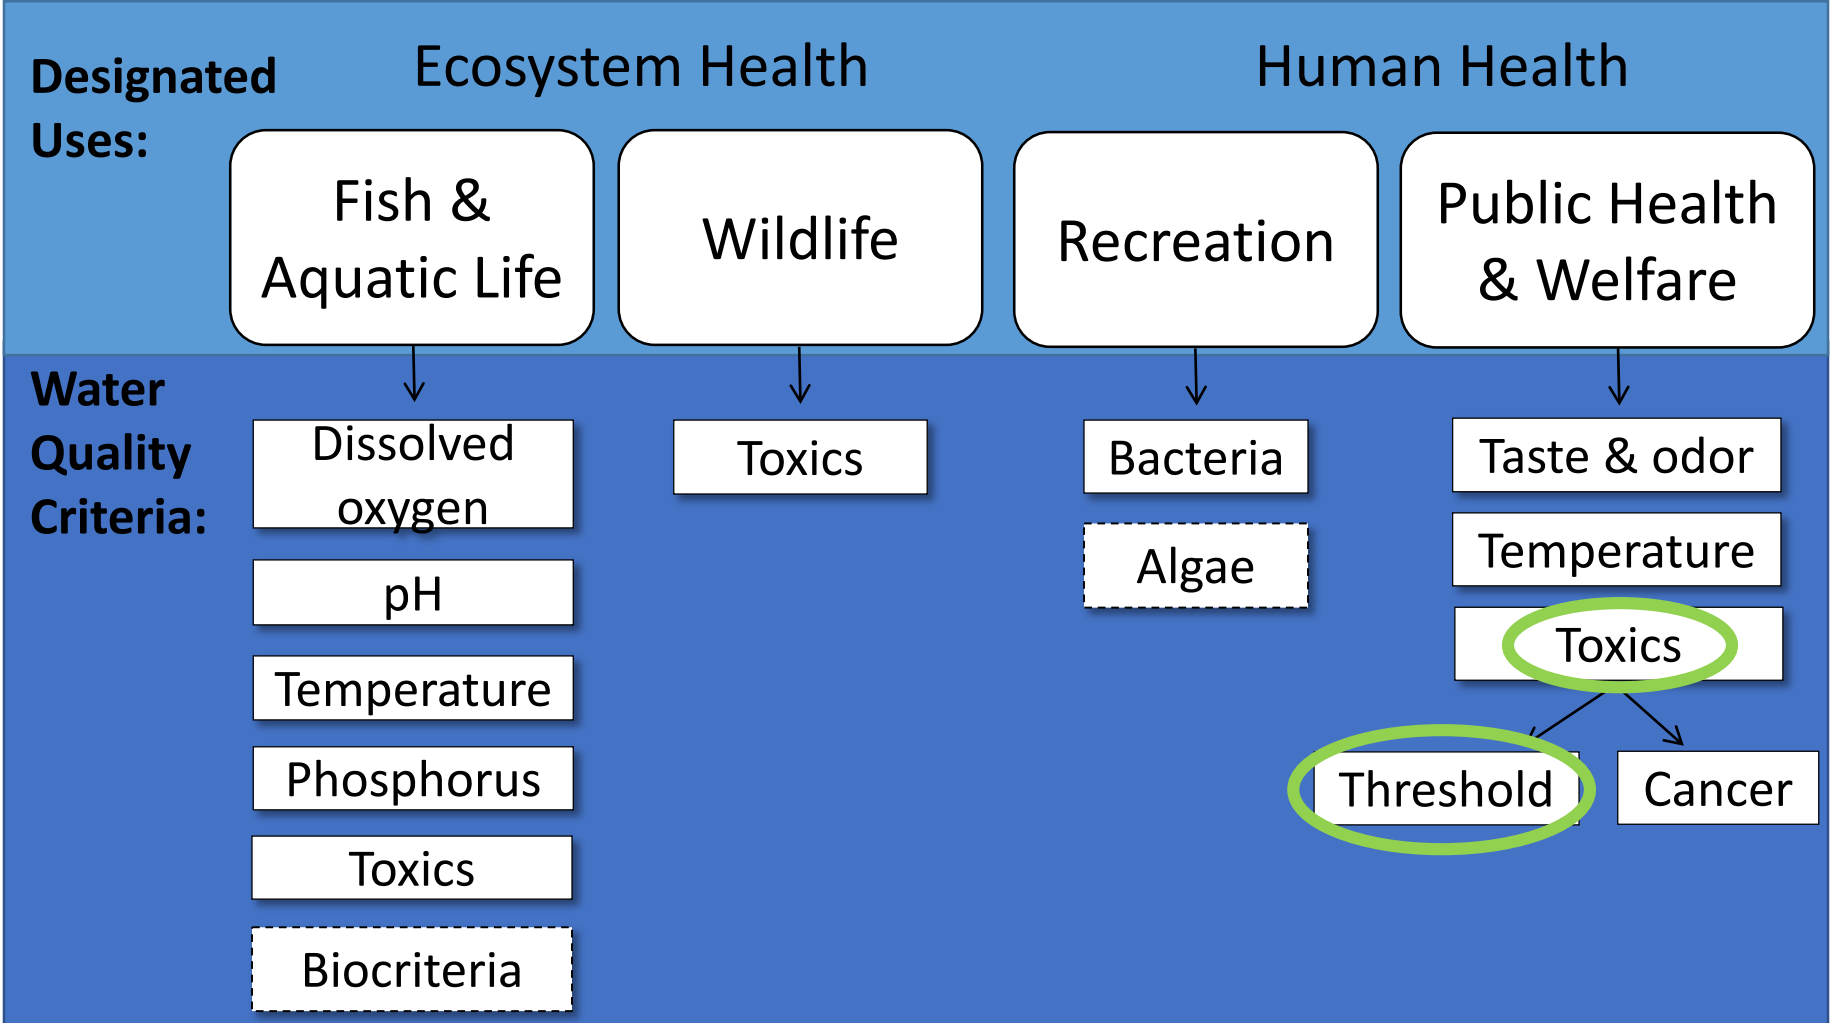 Designated
Uses:
Ecosystem Health
Human Health
Fish &
Aquatic Life
Wildlife
Recreation
Public Health
& Welfare
Water
Quality
Criteria:
Dissolved
oxygen
pH
Temperature
Phosphorus
Toxics
Biocriteria
Toxics
Bacteria
Algae
Taste & odor
Temperature
Toxics
Threshold
Cancer